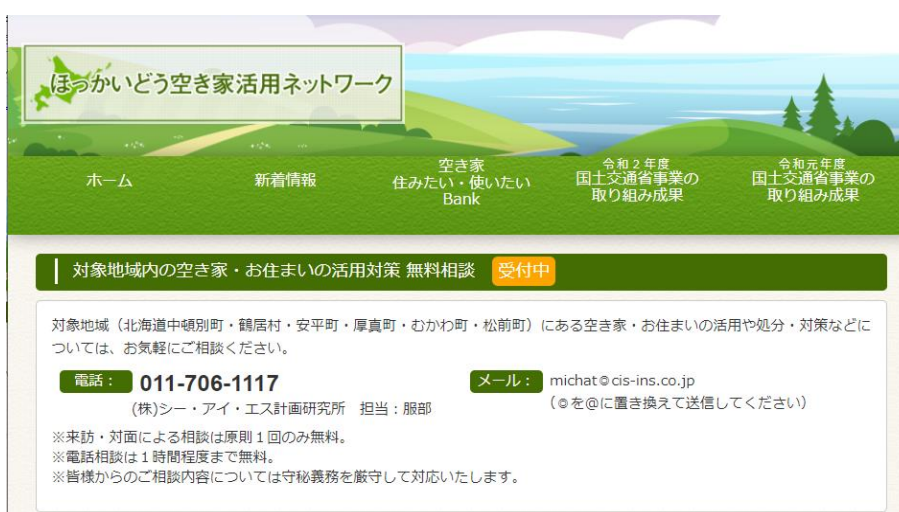 ほっかいどう空き家活用ネットワーク
ホーム
新着情報
空き家
住みたい・使いたい
Bank
令和２年度
国土交通省事業の
取り組み成果
令和元年度
国土交通省事業の
取り組み成果
対象地域内の空き家・お住まいの活用対策 無料相談 受付中
対象地域（北海道中頓別町・鶴居村・安平町・厚真町・むかわ町・松前町）にある空き家・お住まいの活用や処分・対策などに
ついては、お気軽にご相談ください。
電話： 011-706-1117
(株)シー・アイ・エス計画研究所　担当：服部
メール： michat◎cis-ins.co.jp
（◎を@に置き換えて送信してください）
※来訪・対面による相談は原則１回のみ無料。
※電話相談は１時間程度まで無料。
※皆様からのご相談内容については守秘義務を厳守して対応いたします。